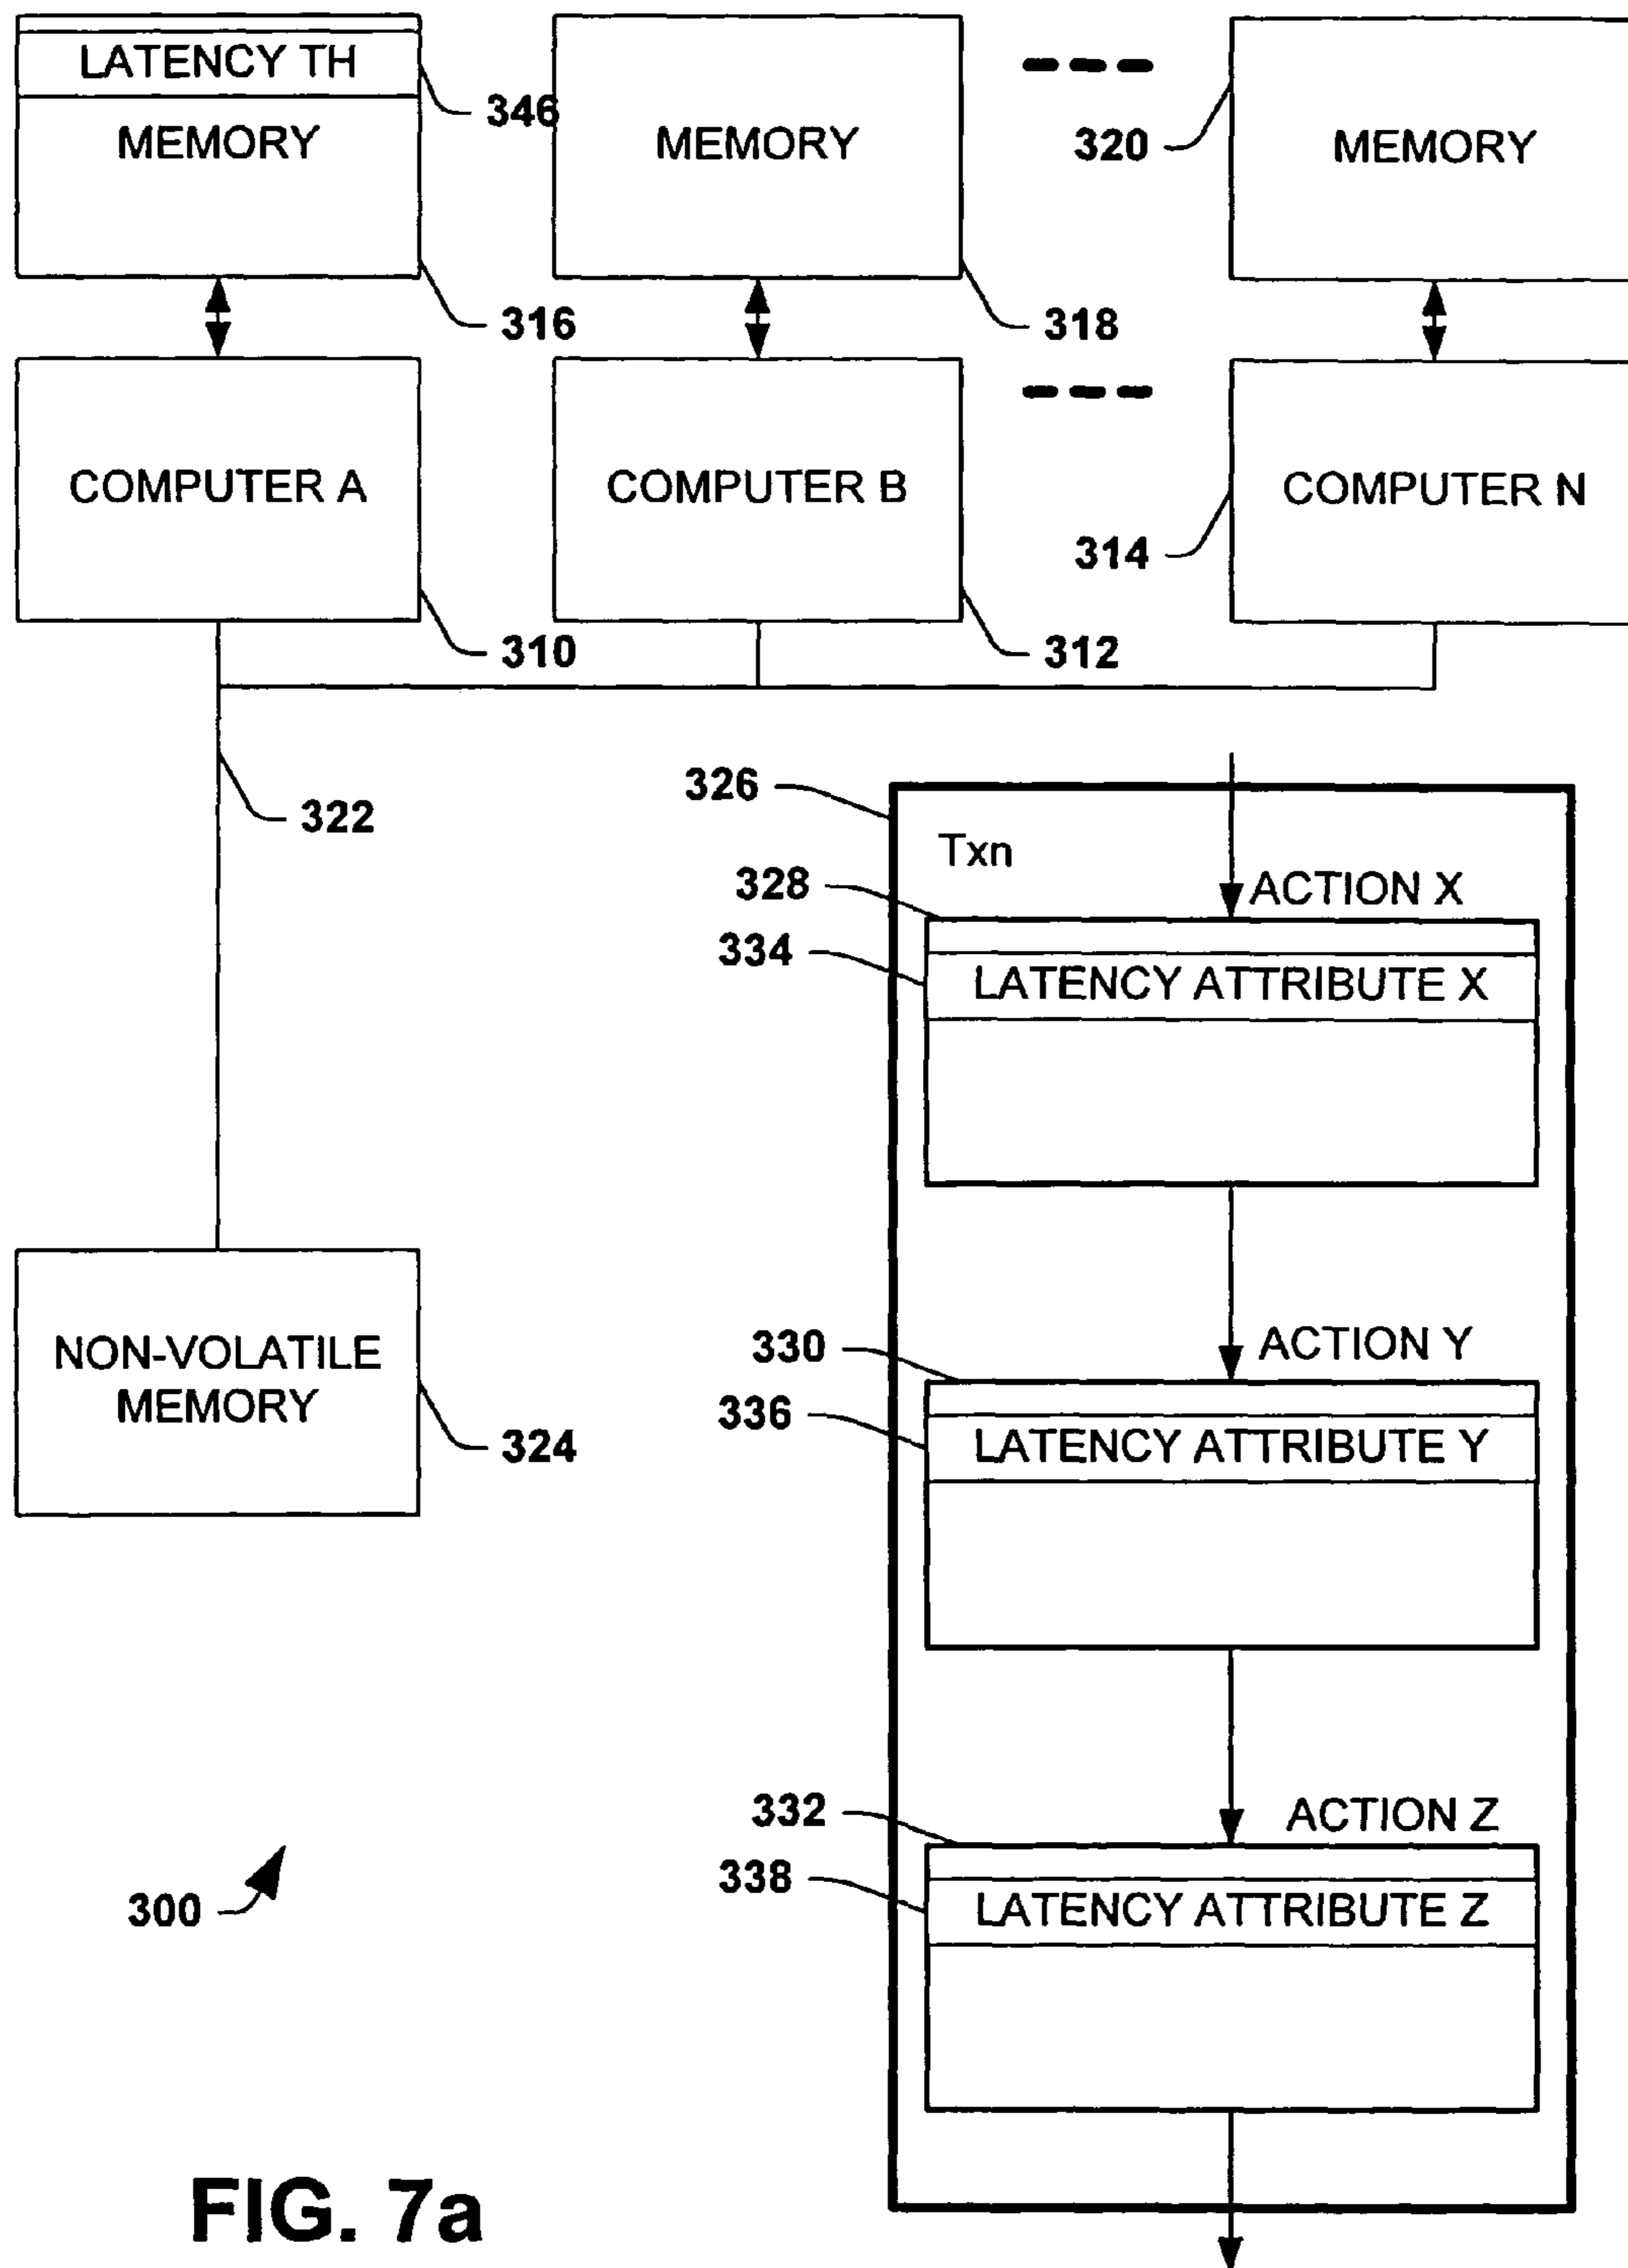 LATENCY TH
346
MEMORY
MEMORY
320
MEMORY
316
318
COMPUTER A
COMPUTER B
COMPUTER N
314
310
312
322
326
Txn
328
ACTION X
334
LATENCY ATTRIBUTE X
NON-VOLATILE
MEMORY
324
330
ACTION Y
336
LATENCY ATTRIBUTE Y
332
ACTION Z
338
LATENCY ATTRIBUTE Z
300
FIG. 7a